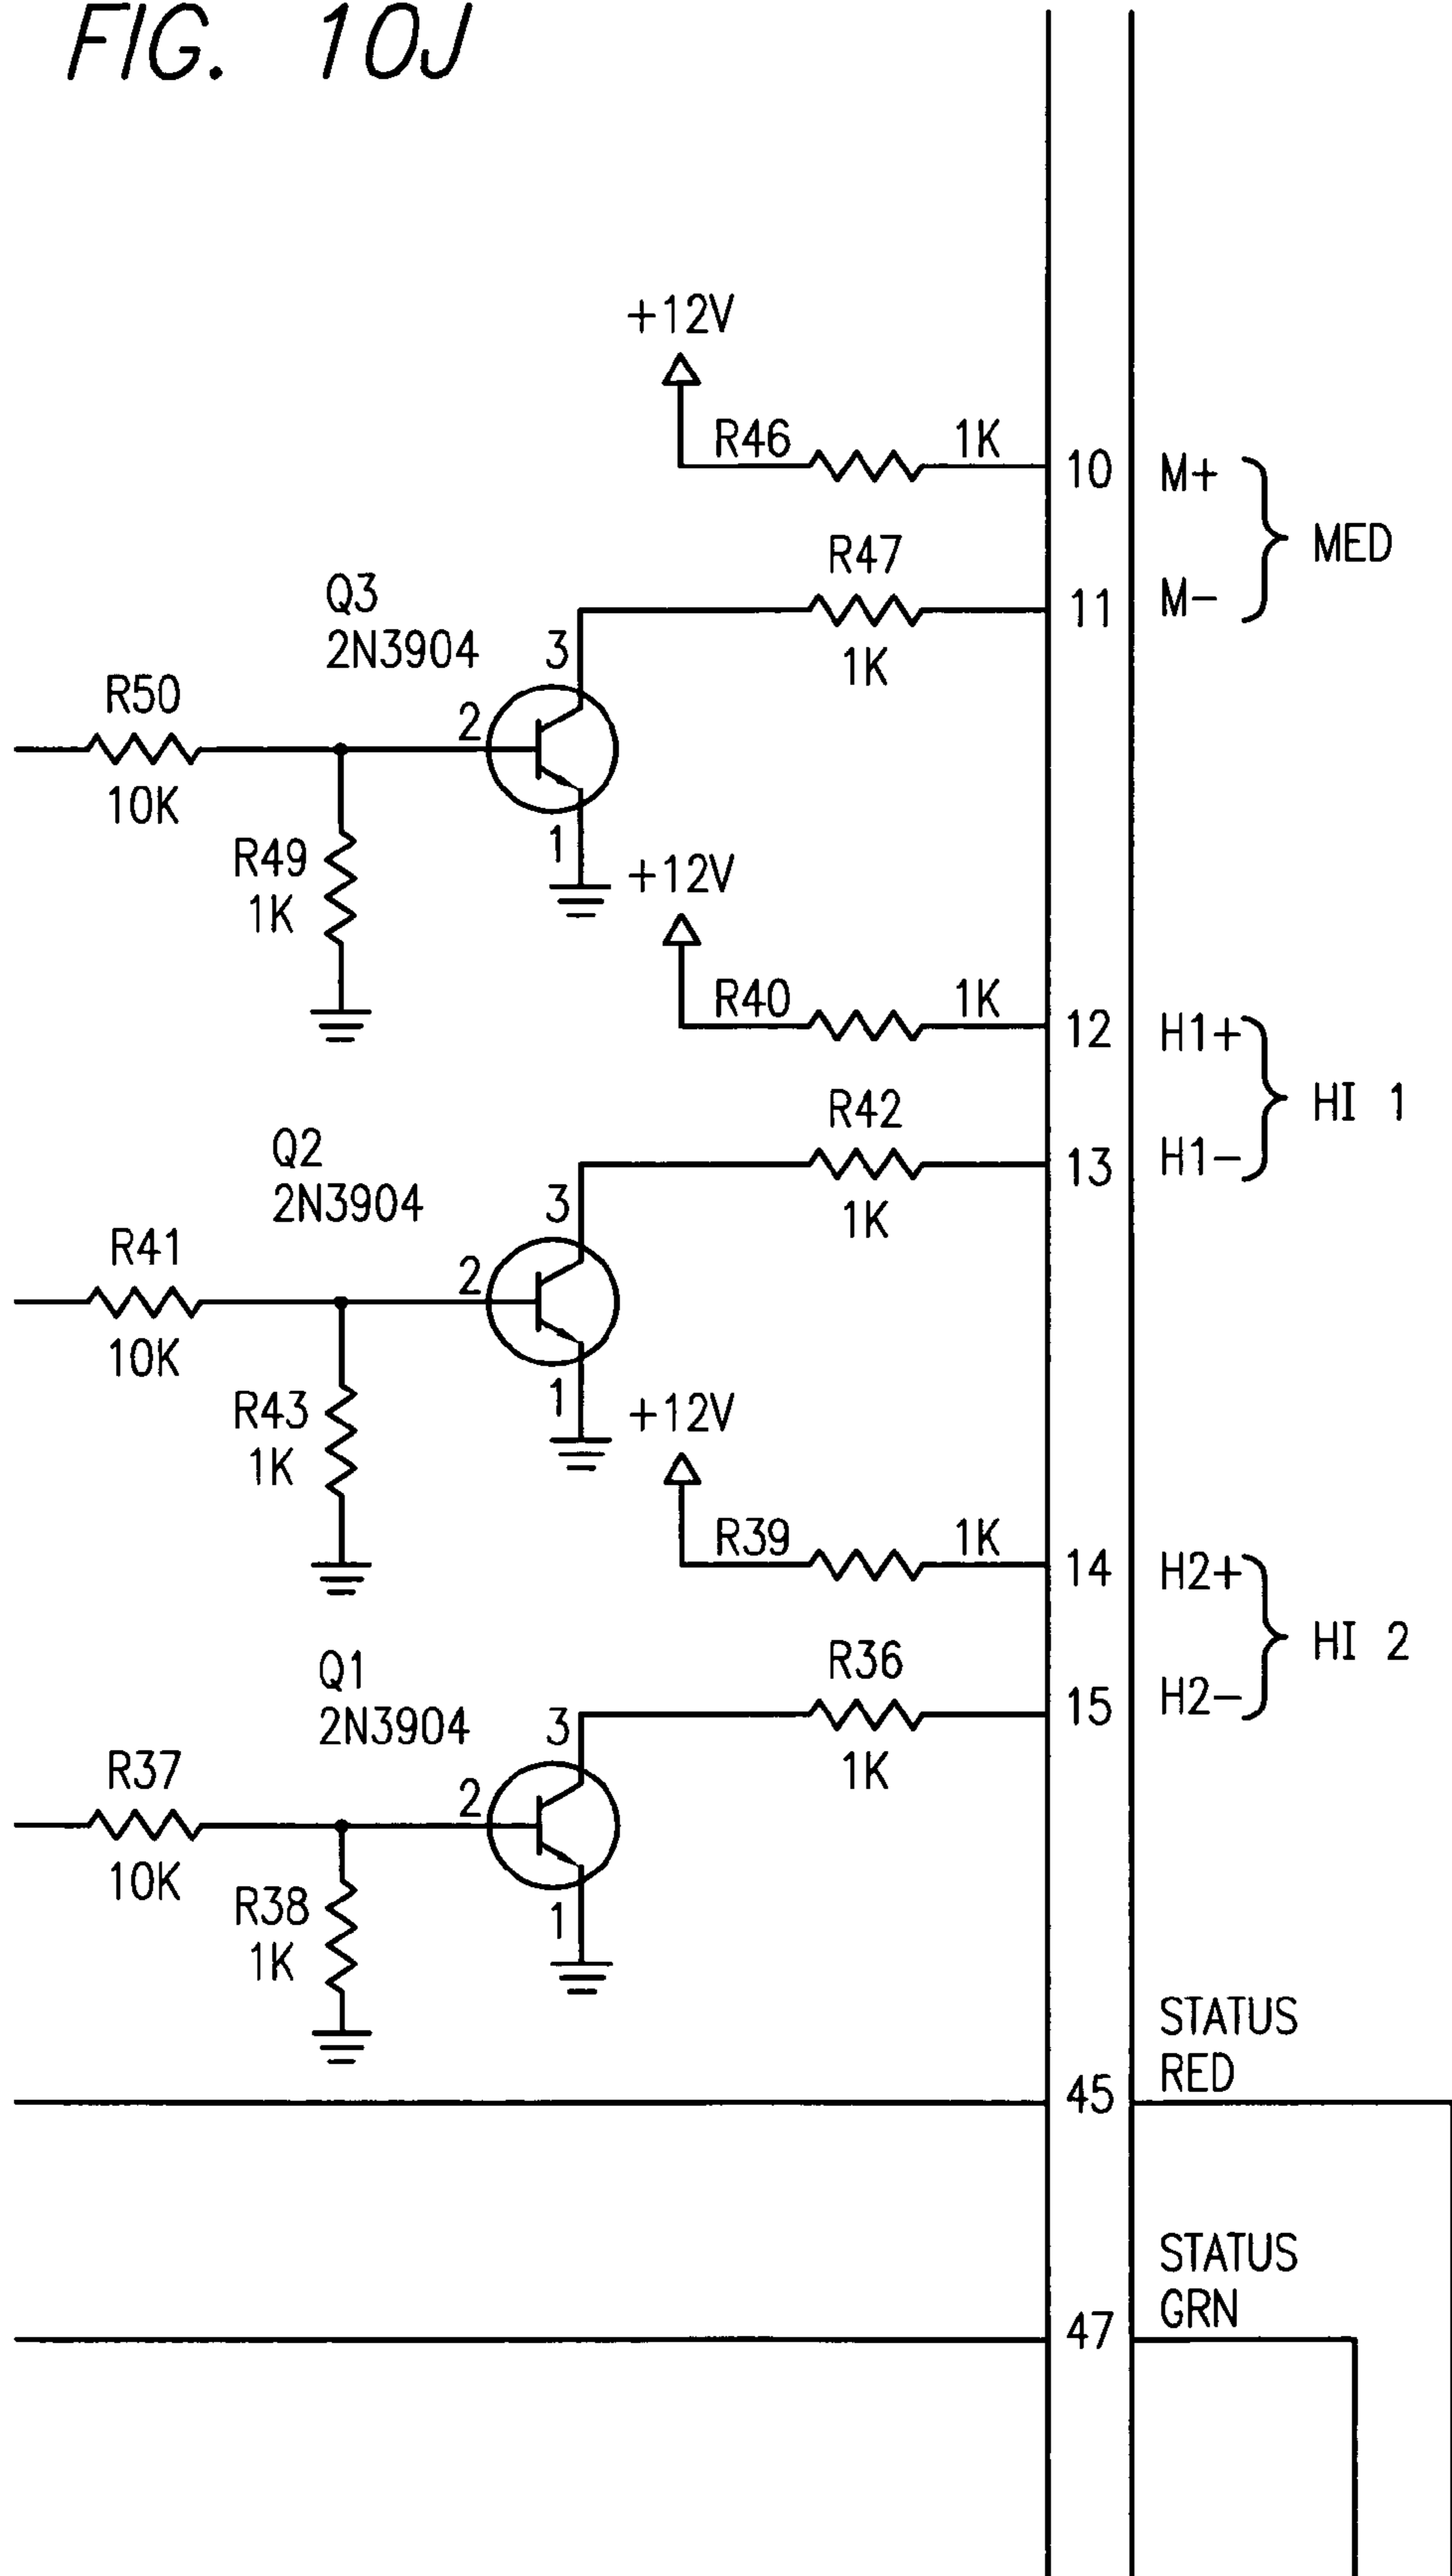 FIG. 10J
+12V
R46 1K 10 M+
MED
R47
1K
11 M-
Q3
2N3904
3
2
1
R50
10K
R49
1K
+12V
R40 1K 12 H1+
HI 1
R42
1K
13 H1-
Q2
2N3904
3
2
1
R41
10K
R43
1K
+12V
R39 1K 14 H2+
HI 2
R36
1K
15 H2-
Q1
2N3904
3
2
1
R37
10K
R38
1K
STATUS
RED
45
STATUS
GRN
47